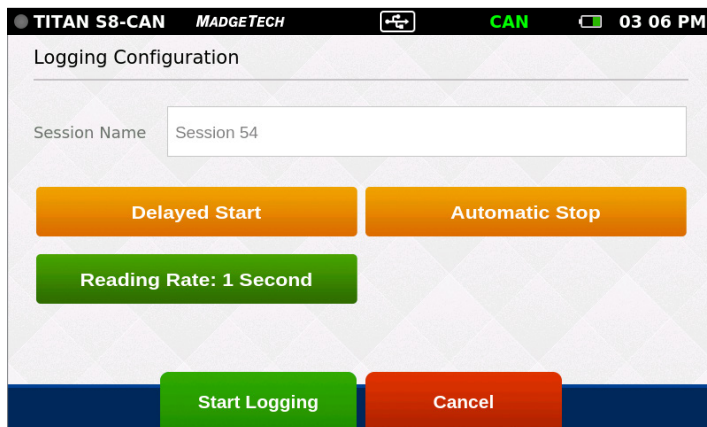 TITAN S8-CAN MADGETECH CAN 03 06 PM
Logging Configuration
Session Name Session 54
Delayed Start Automatic Stop
Reading Rate: 1 Second
Start Logging Cancel